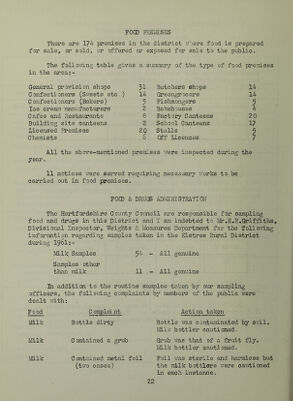 FOOD PREMISES
There are 174 premises in the district where food is prepared
for sale, or sold, or offered or exposed for sale to the public.
The following table gives a summary of the type of food premises
in the area:-
General provision shops 31 Butchers shops 14
Confectioners (Sweets etc.) 14 Greengrocers 14
Confectioners (Bakers) 5 Fishmongers 5
Ice cream manufacturers 2 Bakehouses 4
Cafes and Restaurants 8 Factory Canteens 20
Building site canteens 2 School Canteens 17
Licensed Premises 20 Stalls 5
Chemists 6 Off Licenses 7
All the above-mentioned premises were inspected during the
year.
11 notices were served requiring necessary works to be
carried out in food premises.
FOOD & DRUGS ADMINISTRATION
The Hertfordshire County Council are responsible for sampling
food and drugs in this District and I am indebted to Mr. Griffiths,
Divisional Inspector, Weights & Measures Department for the following
information regarding samples taken in the Elstree Rural District
during 1961:-
Milk Samples 54 - All genuine
Samples other
than milk 11 - All genuine
In addition to the routine samples taken by our sampling
officers, the following complaints by members of the public were
dealt with:
Food Complaint Action taken
Milk Bottle dirty Bottle was contaminated by soil.
Milk bottler cautioned.
Milk Contained a grub Grub was that of a fruit fly.
Milk bottler cautioned.
Milk Contained metal foil Foil was sterile and harmless but
(two cases) the milk bottlers were cautioned
in each instance.
22